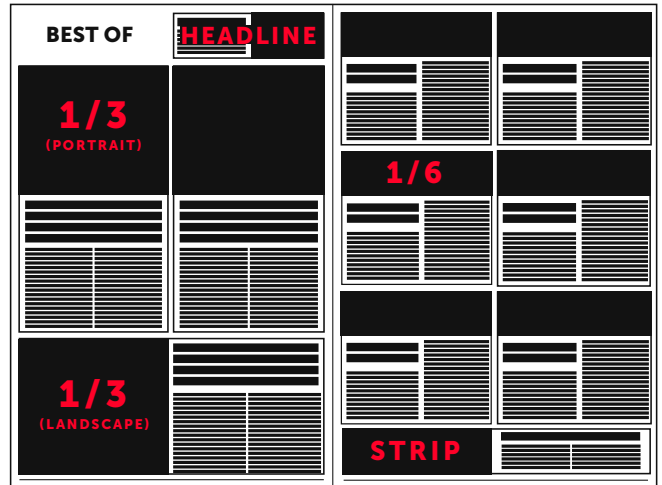 BEST OF
HEADLINE
1/3
(PORTRAIT)
1/3
(LANDSCAPE)
1/6
STRIP